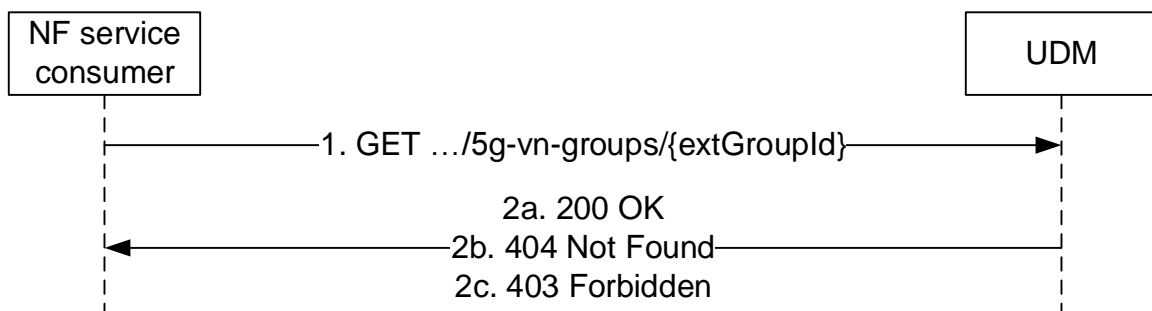 NF service
consumer
UDM
1. GET …/5g-vn-groups/{extGroupId}
2a. 200 OK
2b. 404 Not Found
2c. 403 Forbidden